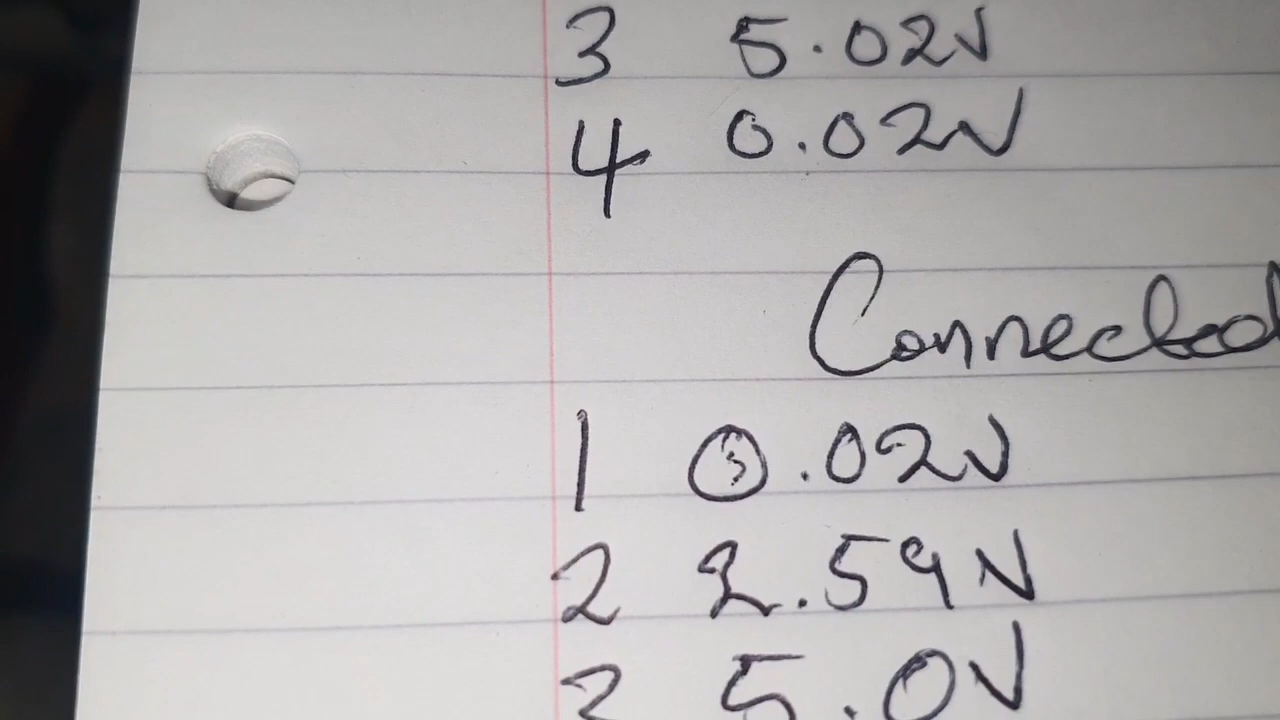 3 5.02V
4 0.02V
Connected
1 0.02V
2 2.59V
3 5.0V